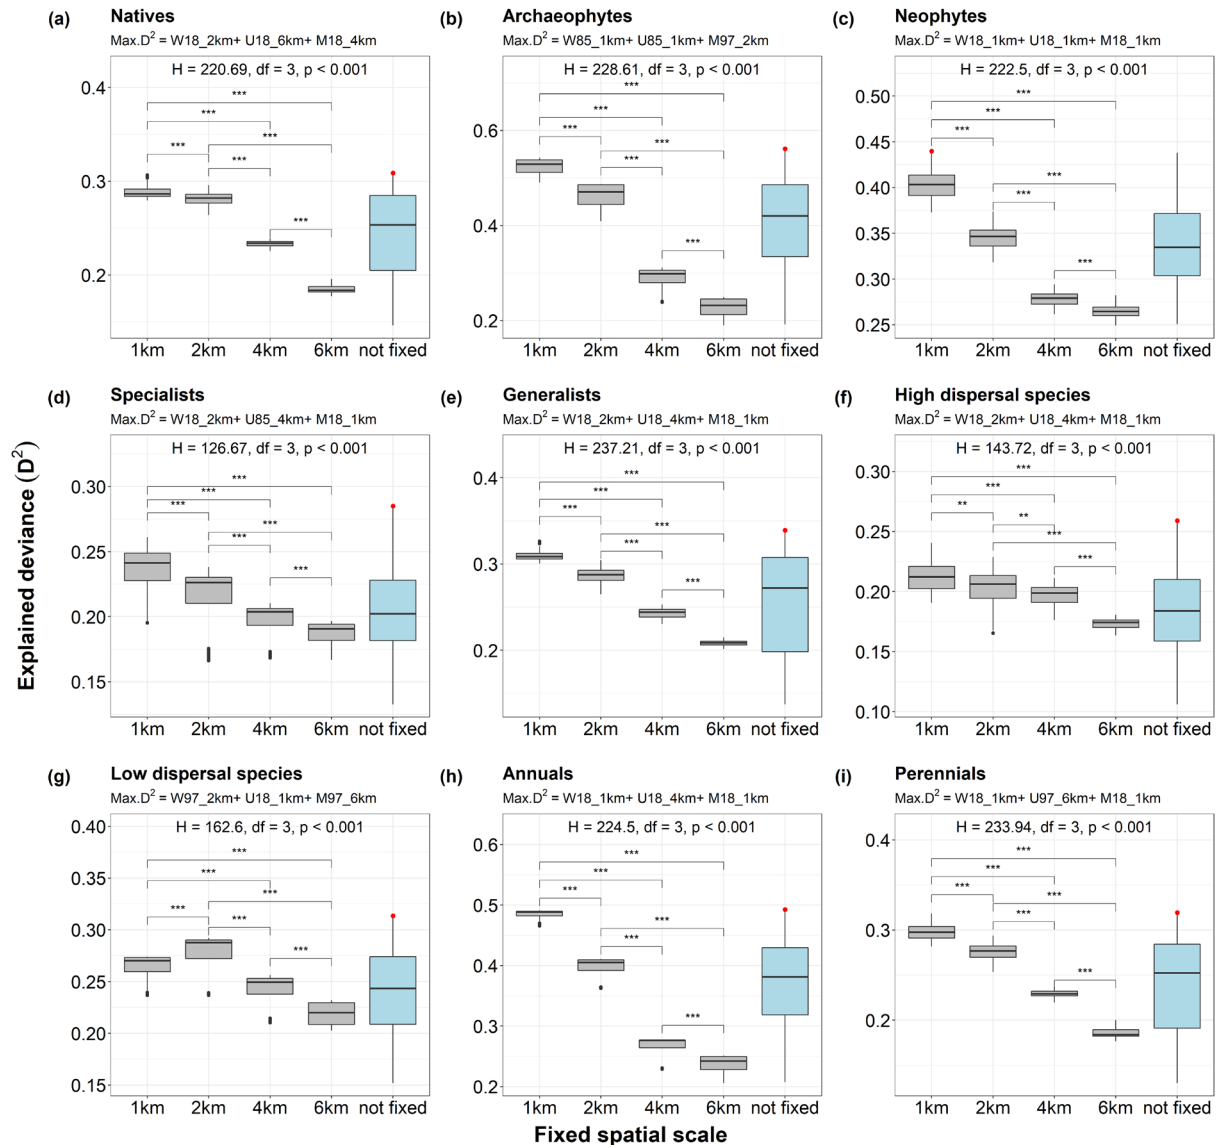 (a) Natives
Max.D² = W18_2km+ U18_6km+ M18_4km
H = 220.69, df = 3, p < 0.001
0.4
0.3
0.2
*** *** *** *** *** ***
1km 2km 4km 6km not fixed
(b) Archaeophytes
Max.D² = W85_1km+ U85_1km+ M97_2km
H = 228.61, df = 3, p < 0.001
0.6
0.4
0.2
*** *** *** *** *** ***
1km 2km 4km 6km not fixed
(c) Neophytes
Max.D² = W18_1km+ U18_1km+ M18_1km
H = 222.5, df = 3, p < 0.001
0.50
0.45
0.40
0.35
0.30
0.25
*** *** *** *** *** ***
1km 2km 4km 6km not fixed
Explained deviance (D²)
(d) Specialists
Max.D² = W18_2km+ U85_4km+ M18_1km
H = 126.67, df = 3, p < 0.001
0.30
0.25
0.20
0.15
*** *** *** *** *** ***
1km 2km 4km 6km not fixed
(e) Generalists
Max.D² = W18_2km+ U18_4km+ M18_1km
H = 237.21, df = 3, p < 0.001
0.4
0.3
0.2
*** *** *** *** *** ***
1km 2km 4km 6km not fixed
(f) High dispersal species
Max.D² = W18_2km+ U18_4km+ M18_1km
H = 143.72, df = 3, p < 0.001
0.30
0.25
0.20
0.15
0.10
*** *** ** ** *** ***
1km 2km 4km 6km not fixed
(g) Low dispersal species
Max.D² = W97_2km+ U18_1km+ M97_6km
H = 162.6, df = 3, p < 0.001
0.40
0.35
0.30
0.25
0.20
0.15
*** *** *** *** *** ***
1km 2km 4km 6km not fixed
(h) Annuals
Max.D² = W18_1km+ U18_4km+ M18_1km
H = 224.5, df = 3, p < 0.001
0.6
0.5
0.4
0.3
0.2
*** *** *** *** *** ***
1km 2km 4km 6km not fixed
(i) Perennials
Max.D² = W18_1km+ U97_6km+ M18_1km
H = 233.94, df = 3, p < 0.001
0.4
0.3
0.2
*** *** *** *** *** ***
1km 2km 4km 6km not fixed
Fixed spatial scale